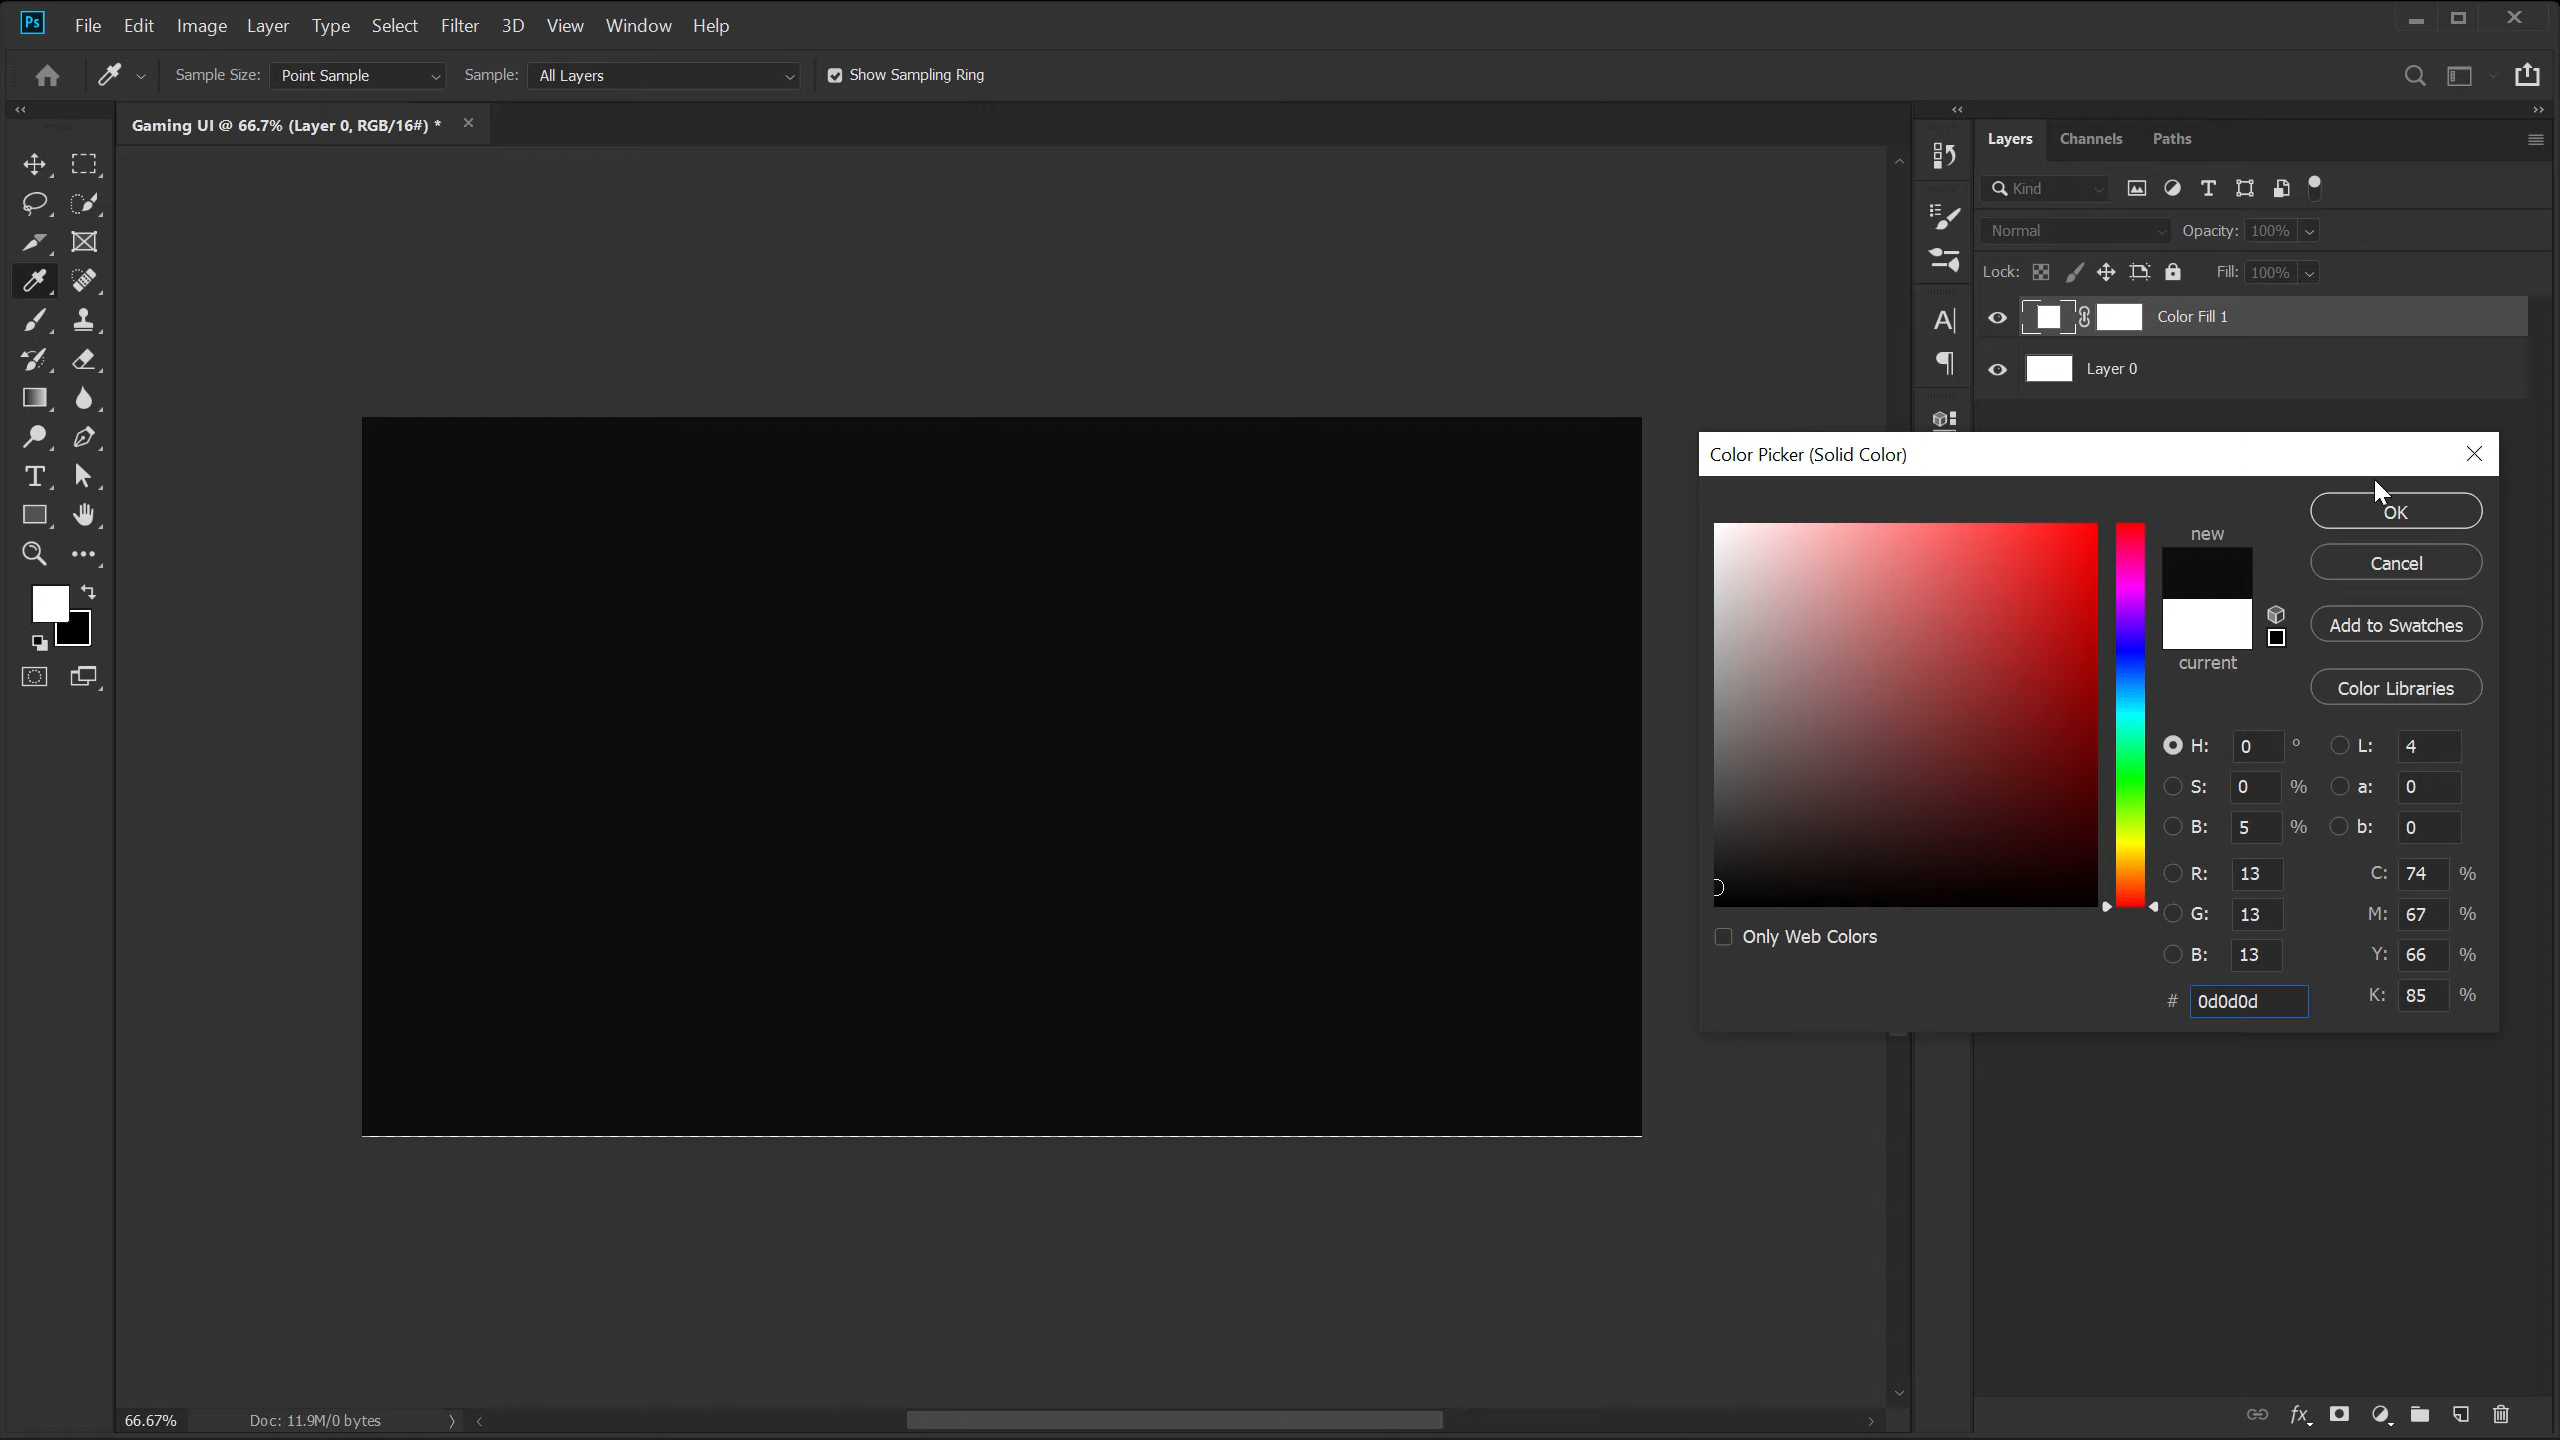 Ps File Edit Image Layer Type Select Filter 3D View Window Help
Sample Size: Point Sample Sample: All Layers Show Sampling Ring
Gaming UI @ 66.7% (Layer 0, RGB/16#) *
Layers Channels Paths
Kind
Normal Opacity: 100%
Lock: Fill: 100%
Color Fill 1
Layer 0
Color Picker (Solid Color)
OK
new
Cancel
Add to Swatches
current
Color Libraries
H: 0 ° L: 4
S: 0 % a: 0
B: 5 % b: 0
R: 13 C: 74 %
G: 13 M: 67 %
Only Web Colors
B: 13 Y: 66 %
# 0d0d0d K: 85 %
66.67% Doc: 11.9M/0 bytes
fx